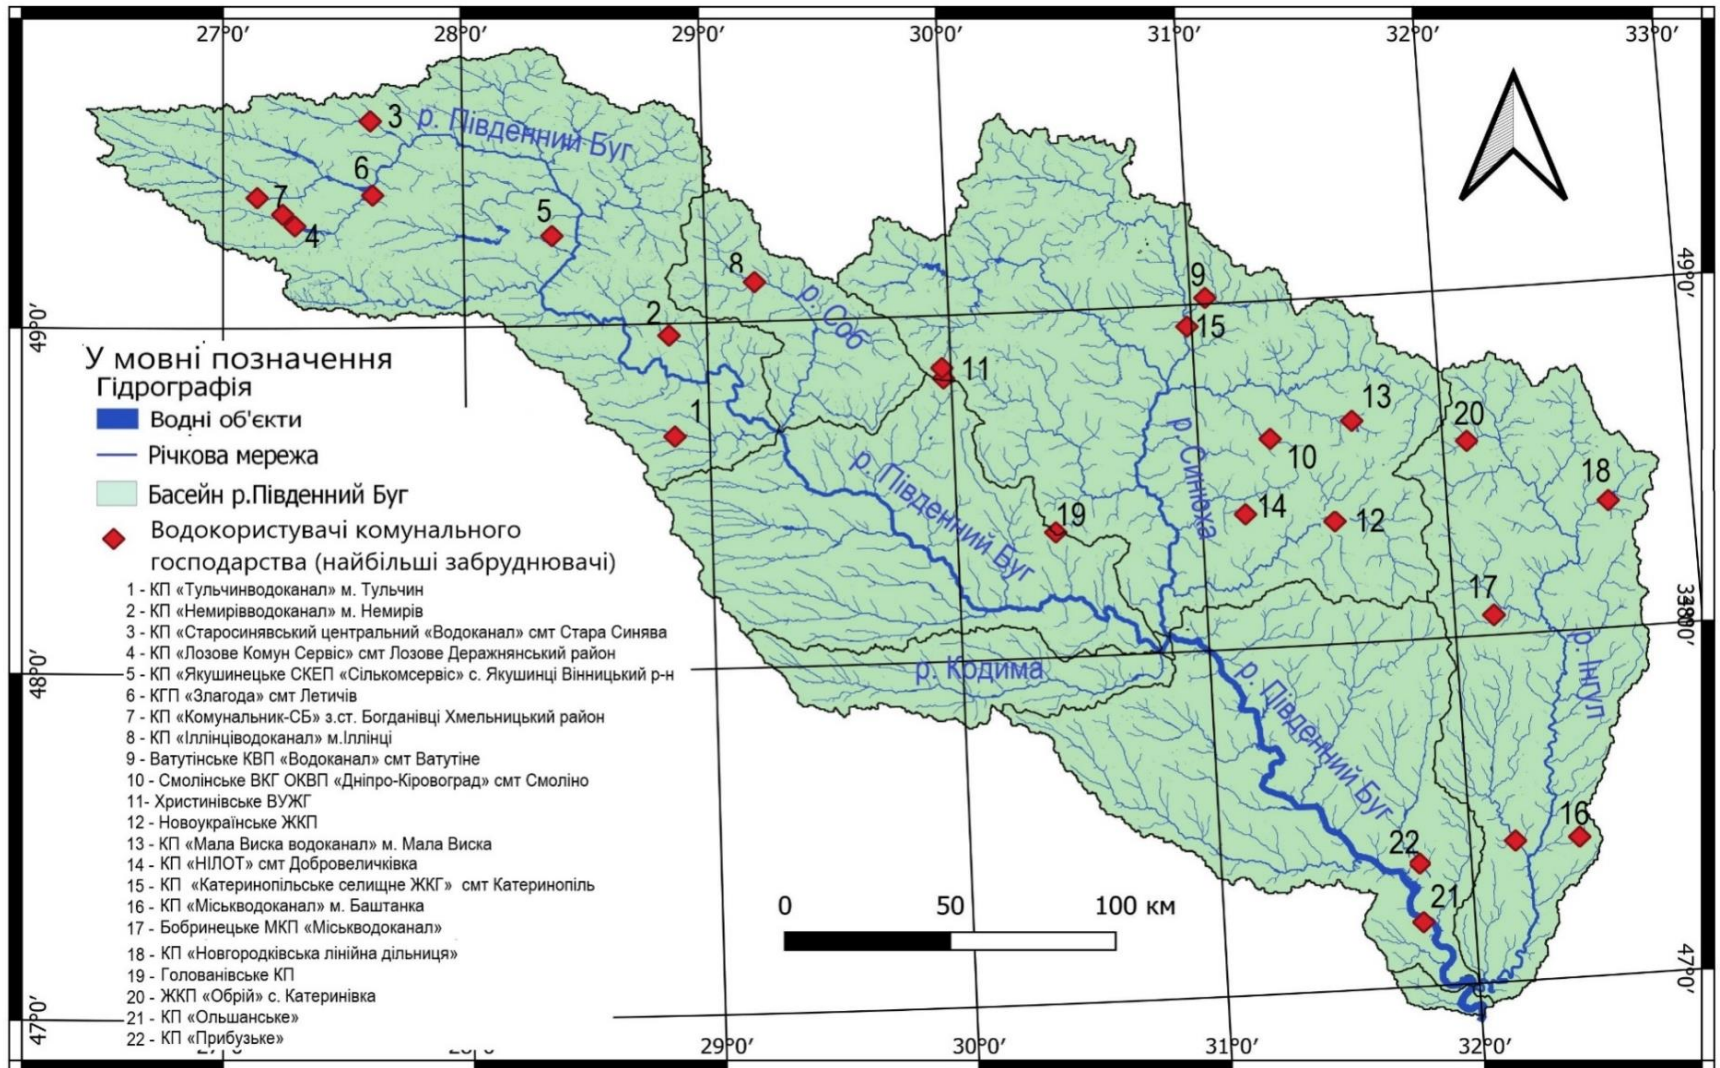 27°0′ 28°0′ 29°0′ 30°0′ 31°0′ 32°0′ 33°0′
3
р. Південний Буг
6
7
4
5
8
р. Соб
9
49°0′
2
15
49°0′
11
13
1
20
р. Синюха
10
18
р. Південний Буг
14
12
19
17
р. Кодима
р. Південний Буг
р. Інгул
48°0′
22
16
21
47°0′
У мовні позначення
Гідрографія
Водні об'єкти
Річкова мережа
Басейн р.Південний Буг
Водокористувачі комунального
господарства (найбільші забруднювачі)
1 - КП «Тульчинводоканал» м. Тульчин
2 - КП «Немирівводоканал» м. Немирів
3 - КП «Старосинявський центральний «Водоканал» смт Стара Синява
4 - КП «Лозове Комун Сервіс» смт Лозове Деражнянський район
5 - КП «Якушинецьке СКЕП «Сількомсервіс» с. Якушинці Вінницький р-н
6 - КГП «Злагода» смт Летичів
7 - КП «Комунальник-СБ» з.ст. Богданівці Хмельницький район
8 - КП «Іллінціводоканал» м.Іллінці
9 - Ватутінське КВП «Водоканал» смт Ватутіне
10 - Смолінське ВКГ ОКВП «Дніпро-Кіровоград» смт Смоліно
11- Христинівське ВУЖГ
12 - Новоукраїнське ЖКП
13 - КП «Мала Виска водоканал» м. Мала Виска
14 - КП «НІЛОТ» смт Добровеличківка
15 - КП «Катеринопільське селищне ЖКГ» смт Катеринопіль
16 - КП «Міськводоканал» м. Баштанка
17 - Бобринецьке МКП «Міськводоканал»
18 - КП «Новгородківська лінійна дільниця»
19 - Голованівське КП
20 - ЖКП «Обрій» с. Катеринівка
21 - КП «Ольшанське»
22 - КП «Прибузьке»
0 50 100 км
47°0′
29°0′ 30°0′ 31°0′ 32°0′